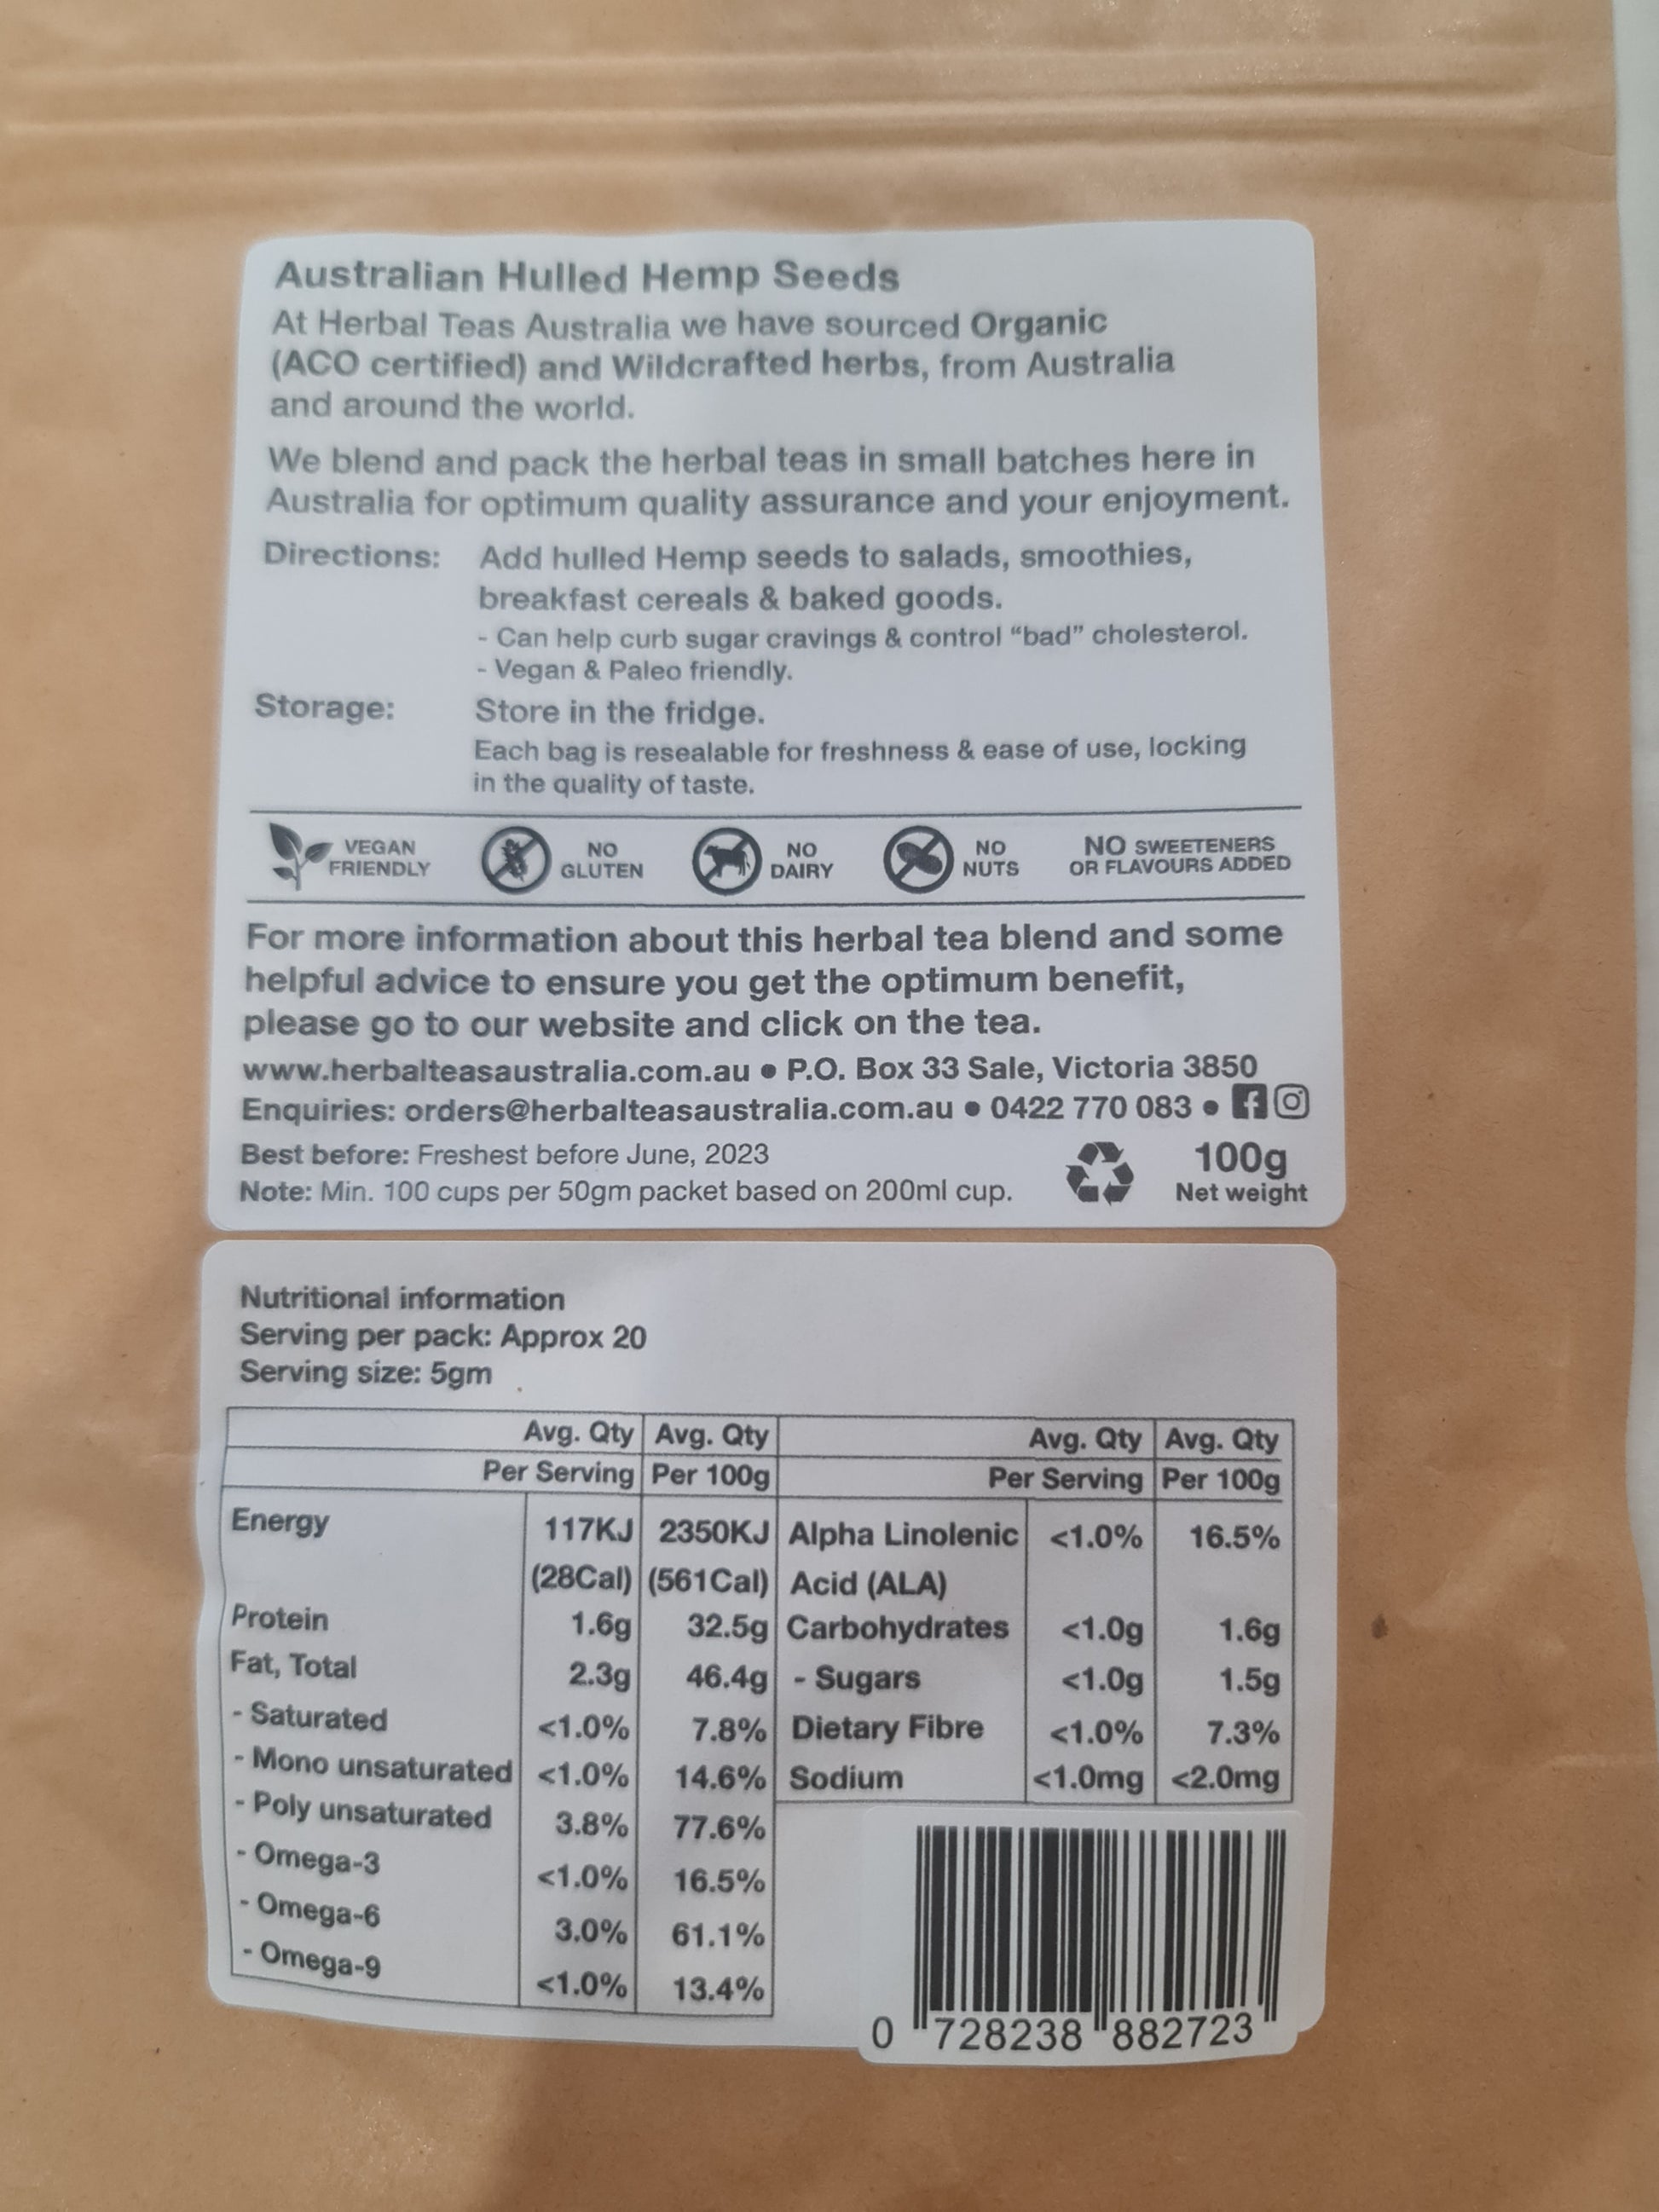 Australian Hulled Hemp Seeds
At Herbal Teas Australia we have sourced Organic
(ACO certified) and Wildcrafted herbs, from Australia
and around the world.
We blend and pack the herbal teas in small batches here in
Australia for optimum quality assurance and your enjoyment.
Directions: Add hulled Hemp seeds to salads, smoothies,
breakfast cereals & baked goods.
- Can help curb sugar cravings & control “bad” cholesterol.
- Vegan & Paleo friendly.
Storage: Store in the fridge.
Each bag is resealable for freshness & ease of use, locking
in the quality of taste.
VEGAN FRIENDLY
NO GLUTEN
NO DAIRY
NO NUTS
NO SWEETENERS
OR FLAVOURS ADDED
For more information about this herbal tea blend and some
helpful advice to ensure you get the optimum benefit,
please go to our website and click on the tea.
www.herbalteasaustralia.com.au • P.O. Box 33 Sale, Victoria 3850
Enquiries: orders@herbalteasaustralia.com.au • 0422 770 083 •
Best before: Freshest before June, 2023
Note: Min. 100 cups per 50gm packet based on 200ml cup.
100g
Net weight
Nutritional information
Serving per pack: Approx 20
Serving size: 5gm
Avg. Qty Avg. Qty
Per Serving Per 100g
Energy 117KJ 2350KJ
(28Cal) (561Cal)
Protein 1.6g 32.5g
Fat, Total 2.3g 46.4g
- Saturated <1.0% 7.8%
- Mono unsaturated <1.0% 14.6%
- Poly unsaturated 3.8% 77.6%
- Omega-3 <1.0% 16.5%
- Omega-6 3.0% 61.1%
- Omega-9 <1.0% 13.4%
Avg. Qty Avg. Qty
Per Serving Per 100g
Alpha Linolenic <1.0% 16.5%
Acid (ALA)
Carbohydrates <1.0g 1.6g
- Sugars <1.0g 1.5g
Dietary Fibre <1.0% 7.3%
Sodium <1.0mg <2.0mg
0 728238 882723